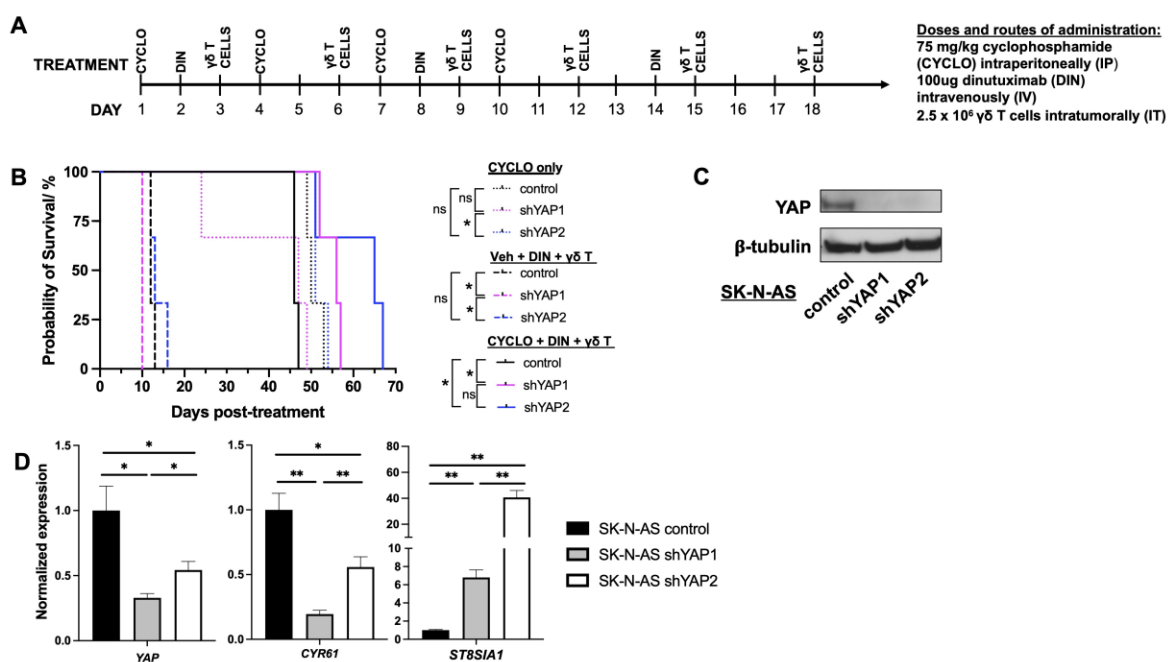 A
TREATMENT
CYCLO
DIN
γδ T CELLS
CYCLO
γδ T CELLS
CYCLO
DIN
γδ T CELLS
CYCLO
γδ T CELLS
DIN
γδ T CELLS
γδ T CELLS
DAY
1 2 3 4 5 6 7 8 9 10 11 12 13 14 15 16 17 18
Doses and routes of administration:
75 mg/kg cyclophosphamide
(CYCLO) intraperitoneally (IP)
100ug dinutuximab (DIN)
intravenously (IV)
2.5 x 10⁶ γδ T cells intratumorally (IT)
B
Probability of Survival/ %
100
75
50
25
0
0 10 20 30 40 50 60 70
Days post-treatment
CYCLO only
control
shYAP1
shYAP2
ns
ns
*
Veh + DIN + γδ T
control
shYAP1
shYAP2
ns
*
*
CYCLO + DIN + γδ T
control
shYAP1
shYAP2
*
*
ns
C
YAP
β-tubulin
SK-N-AS
control
shYAP1
shYAP2
D
Normalized expression
1.5
1.0
0.5
0.0
*
*
*
YAP
1.5
1.0
0.5
0.0
*
**
**
CYR61
80
60
40
20
10
8
6
4
2
0
**
**
**
ST8SIA1
SK-N-AS control
SK-N-AS shYAP1
SK-N-AS shYAP2